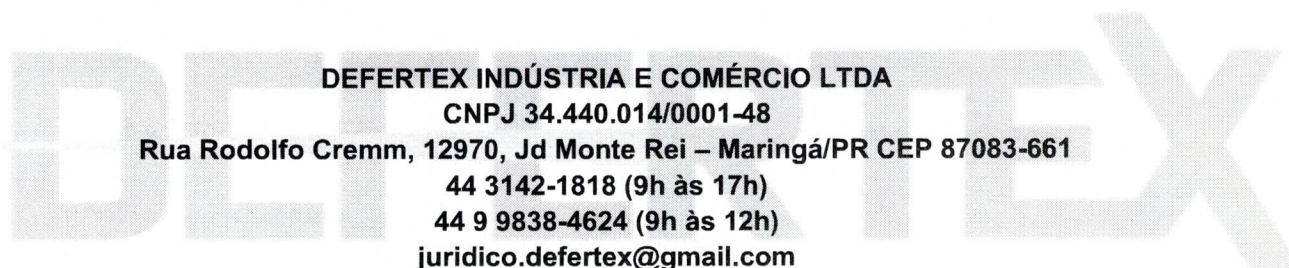 DEFERTEX
DEFERTEX INDÚSTRIA E COMÉRCIO LTDA
CNPJ 34.440.014/0001-48
Rua Rodolfo Cremm, 12970, Jd Monte Rei – Maringá/PR CEP 87083-661
44 3142-1818 (9h às 17h)
44 9 9838-4624 (9h às 12h)
juridico.defertex@gmail.com